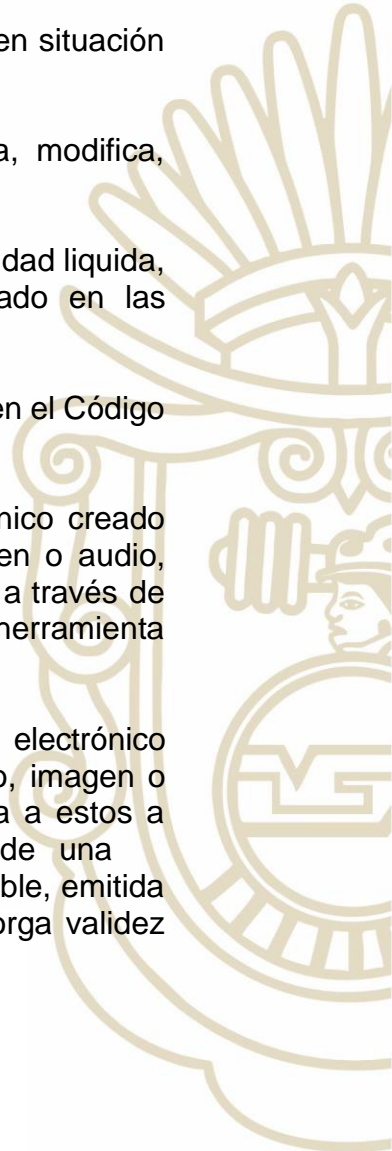 en situación
a, modifica,
dad liquida,
ado en las
en el Código
nico creado
en o audio,
a través de
herramienta
electrónico
o, imagen o
a a estos a
de una
ble, emitida
orga validez